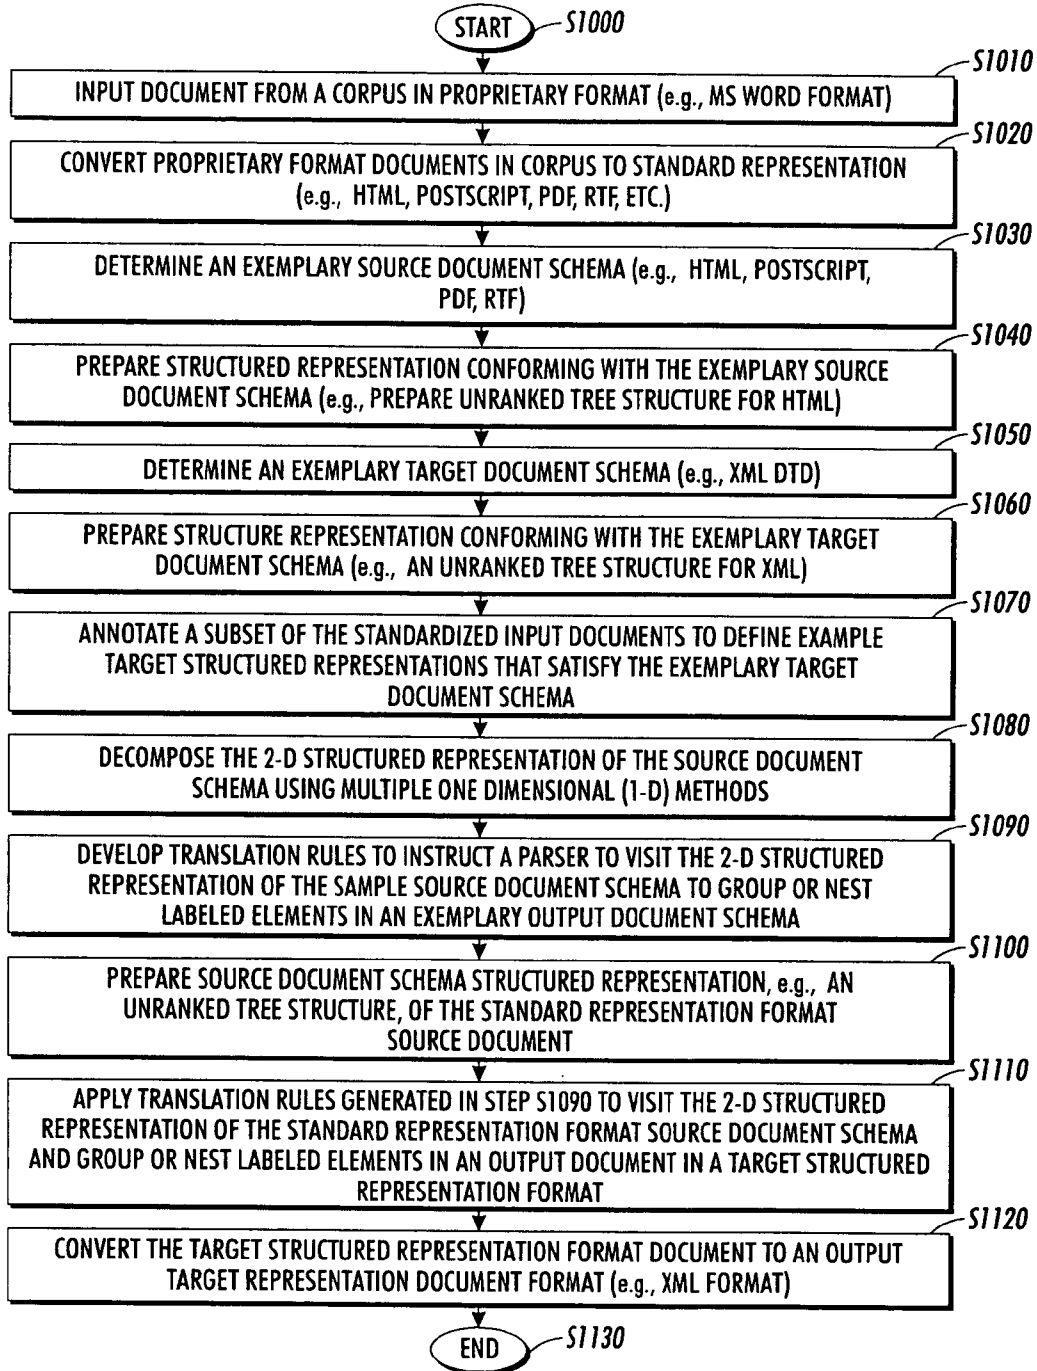 START
S1000
S1010
INPUT DOCUMENT FROM A CORPUS IN PROPRIETARY FORMAT (e.g., MS WORD FORMAT)
S1020
CONVERT PROPRIETARY FORMAT DOCUMENTS IN CORPUS TO STANDARD REPRESENTATION
(e.g., HTML, POSTSCRIPT, PDF, RTF, ETC.)
S1030
DETERMINE AN EXEMPLARY SOURCE DOCUMENT SCHEMA (e.g., HTML, POSTSCRIPT,
PDF, RTF)
S1040
PREPARE STRUCTURED REPRESENTATION CONFORMING WITH THE EXEMPLARY SOURCE
DOCUMENT SCHEMA (e.g., PREPARE UNRANKED TREE STRUCTURE FOR HTML)
S1050
DETERMINE AN EXEMPLARY TARGET DOCUMENT SCHEMA (e.g., XML DTD)
S1060
PREPARE STRUCTURE REPRESENTATION CONFORMING WITH THE EXEMPLARY TARGET
DOCUMENT SCHEMA (e.g., AN UNRANKED TREE STRUCTURE FOR XML)
S1070
ANNOTATE A SUBSET OF THE STANDARDIZED INPUT DOCUMENTS TO DEFINE EXAMPLE
TARGET STRUCTURED REPRESENTATIONS THAT SATISFY THE EXEMPLARY TARGET
DOCUMENT SCHEMA
S1080
DECOMPOSE THE 2-D STRUCTURED REPRESENTATION OF THE SOURCE DOCUMENT
SCHEMA USING MULTIPLE ONE DIMENSIONAL (1-D) METHODS
S1090
DEVELOP TRANSLATION RULES TO INSTRUCT A PARSER TO VISIT THE 2-D STRUCTURED
REPRESENTATION OF THE SAMPLE SOURCE DOCUMENT SCHEMA TO GROUP OR NEST
LABELED ELEMENTS IN AN EXEMPLARY OUTPUT DOCUMENT SCHEMA
S1100
PREPARE SOURCE DOCUMENT SCHEMA STRUCTURED REPRESENTATION, e.g., AN
UNRANKED TREE STRUCTURE, OF THE STANDARD REPRESENTATION FORMAT
SOURCE DOCUMENT
S1110
APPLY TRANSLATION RULES GENERATED IN STEP S1090 TO VISIT THE 2-D STRUCTURED
REPRESENTATION OF THE STANDARD REPRESENTATION FORMAT SOURCE DOCUMENT SCHEMA
AND GROUP OR NEST LABELED ELEMENTS IN AN OUTPUT DOCUMENT IN A TARGET STRUCTURED
REPRESENTATION FORMAT
S1120
CONVERT THE TARGET STRUCTURED REPRESENTATION FORMAT DOCUMENT TO AN OUTPUT
TARGET REPRESENTATION DOCUMENT FORMAT (e.g., XML FORMAT)
END
S1130